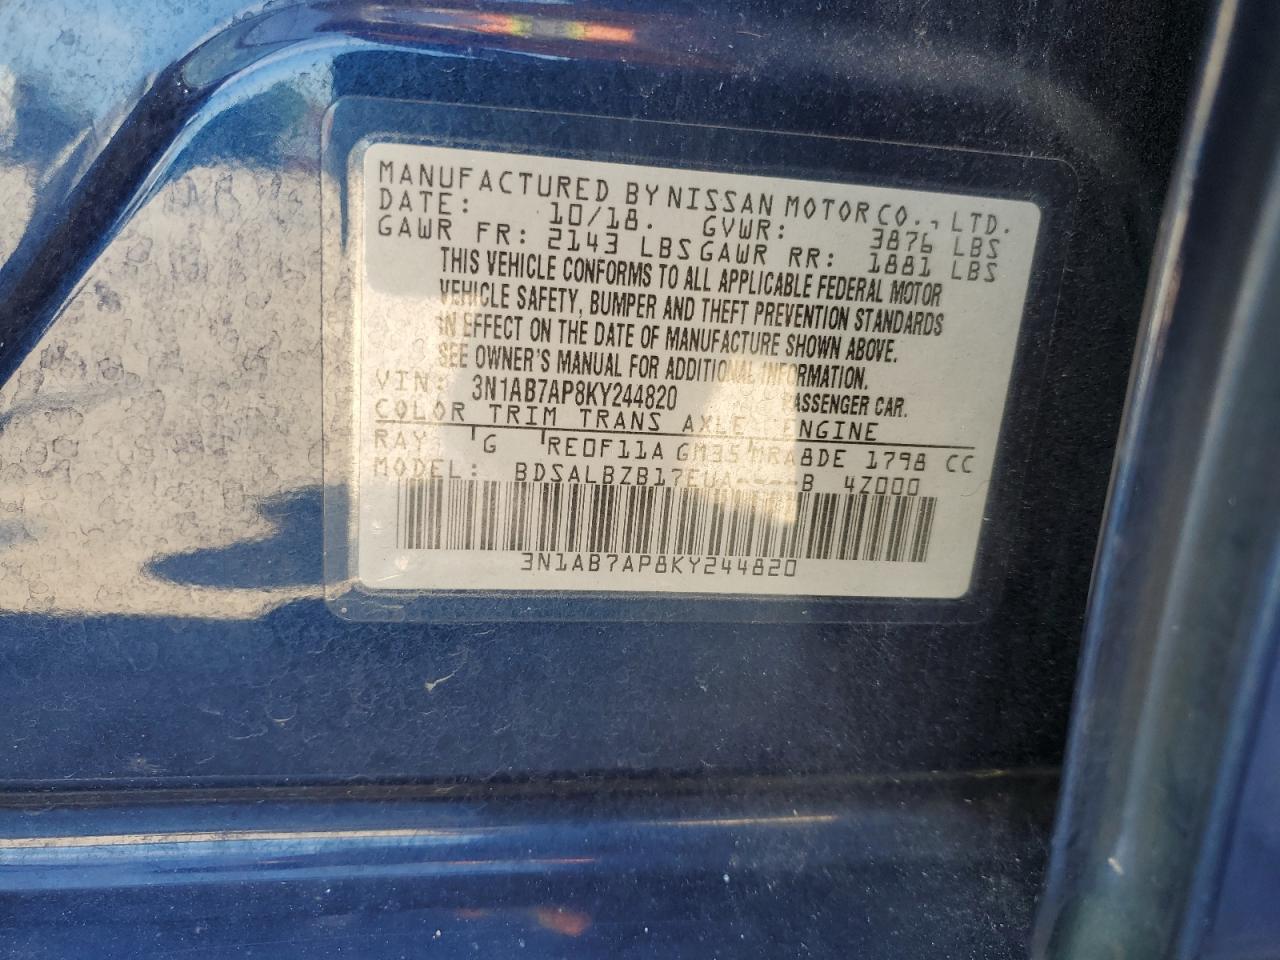 MANUFACTURED BY NISSAN MOTOR CO., LTD.
DATE: 10/18. GVWR: 3876 LBS
GAWR FR: 2143 LBS GAWR RR: 1881 LBS
THIS VEHICLE CONFORMS TO ALL APPLICABLE FEDERAL MOTOR
VEHICLE SAFETY, BUMPER AND THEFT PREVENTION STANDARDS
IN EFFECT ON THE DATE OF MANUFACTURE SHOWN ABOVE.
SEE OWNER'S MANUAL FOR ADDITIONAL INFORMATION.
VIN: 3N1AB7AP8KY244820 PASSENGER CAR.
COLOR TRIM TRANS AXLE ENGINE
RAY G RE0F11A GM35 MRA8DE 1798 CC
MODEL: BDSALBZB17EUA----B 4Z000
3N1AB7AP8KY244820